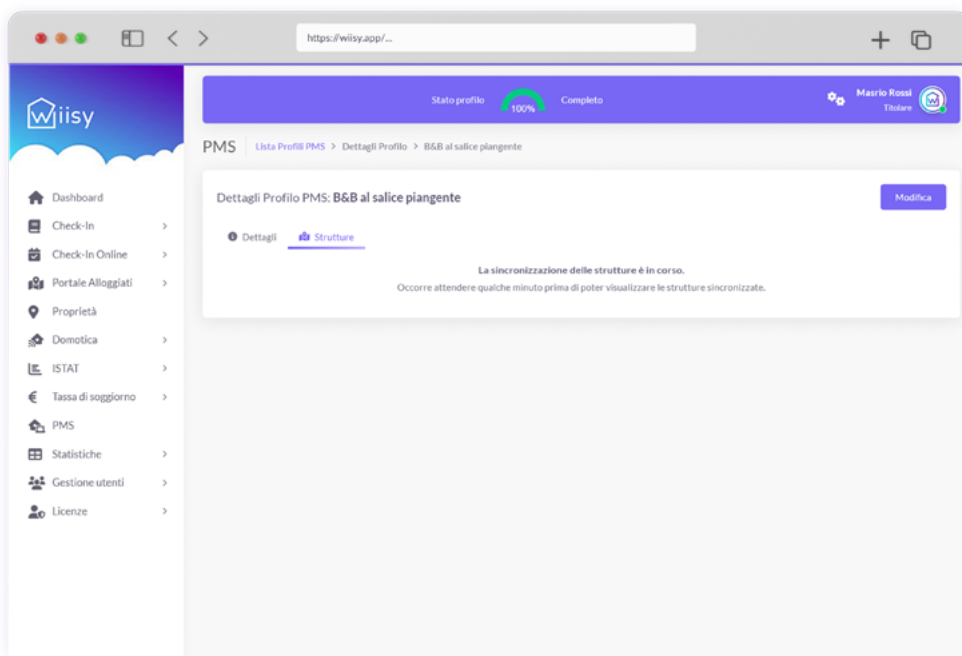 https://wiisy.app/...
Wiisy
Stato profilo 100% Completo
Masrio Rossi
Titolare
PMS Lista Profili PMS > Dettagli Profilo > B&B al salice piangente
Dettagli Profilo PMS: B&B al salice piangente
Modifica
Dettagli Strutture
La sincronizzazione delle strutture è in corso.
Occorre attendere qualche minuto prima di poter visualizzare le strutture sincronizzate.
Dashboard
Check-In
Check-In Online
Portale Alloggiati
Proprietà
Domotica
ISTAT
Tassa di soggiorno
PMS
Statistiche
Gestione utenti
Licenze